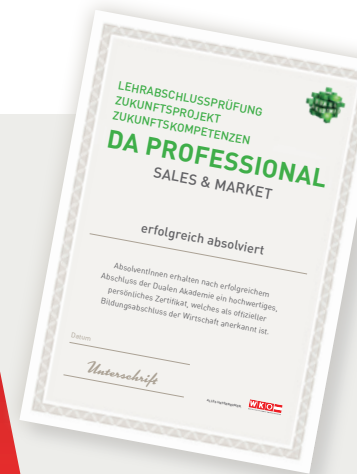 LEHRABSCHLUSSPRÜFUNG
ZUKUNFTSPROJEKT
ZUKUNFTSKOMPETENZEN
DA PROFESSIONAL
SALES & MARKET
erfolgreich absolviert
AbsolventInnen erhalten nach erfolgreichem
Abschluss der Dualen Akademie ein hochwertiges,
persönliches Zertifikat, welches als offizieller
Bildungsabschluss der Wirtschaft anerkannt ist.
Datum
Unterschrift
WKO